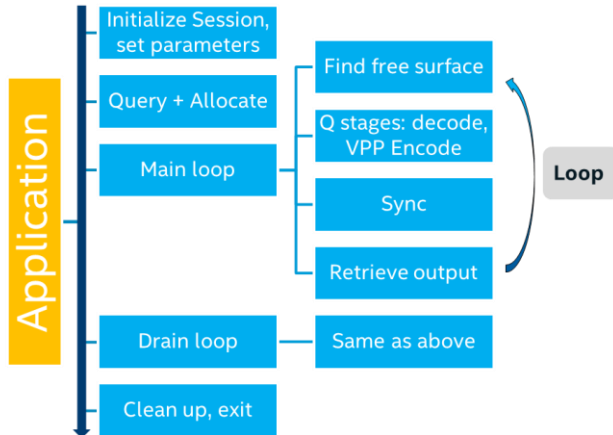 Application
Initialize Session,
set parameters
Query + Allocate
Main loop
Find free surface
Q stages: decode,
VPP Encode
Sync
Retrieve output
Loop
Drain loop
Same as above
Clean up, exit